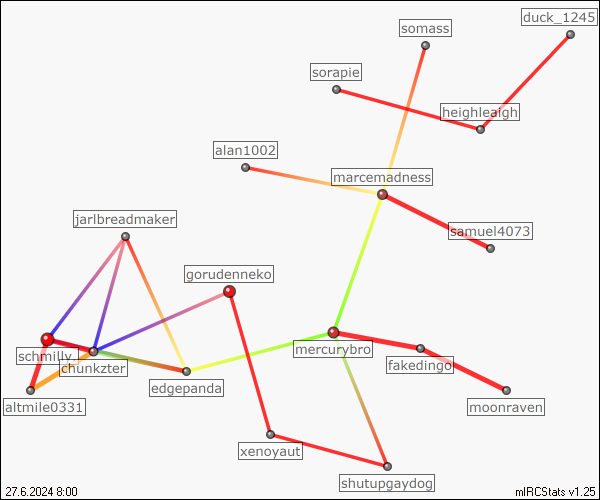 duck_1245
somass
sorapie
heighleafgh
alan1002
marcemadness
jarlbreadmaker
samuel4073
gorudenneko
schmilly
mercurybro
chunkzter
fakedingo
edgepanda
altmile0331
moonraven
xenoyaut
shutupgaydog
27.6.2024 8:00
mIRCStats v1.25